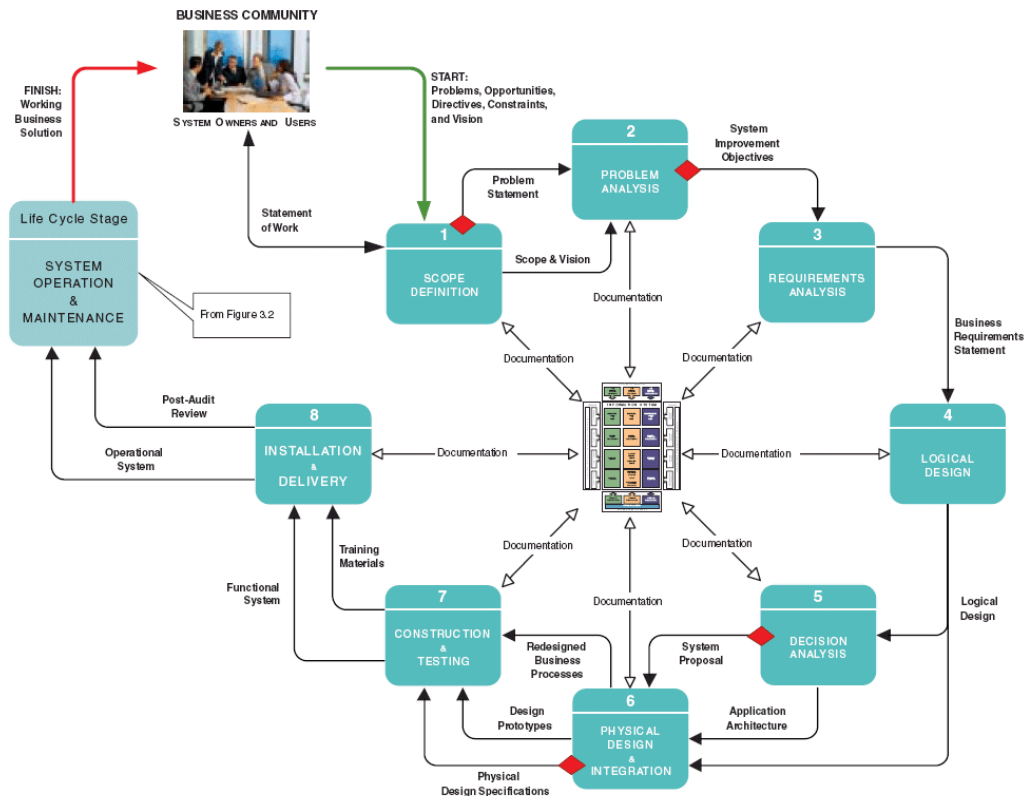 BUSINESS COMMUNITY
SYSTEM OWNERS AND USERS
FINISH:
Working
Business
Solution
START:
Problems, Opportunities,
Directives, Constraints,
and Vision
Statement
of Work
Problem
Statement
Scope & Vision
1
SCOPE
DEFINITION
2
PROBLEM
ANALYSIS
System
Improvement
Objectives
3
REQUIREMENTS
ANALYSIS
Business
Requirements
Statement
Life Cycle Stage
SYSTEM
OPERATION
&
MAINTENANCE
From Figure 3.2
Documentation
Documentation
Documentation
Post-Audit
Review
Operational
System
8
INSTALLATION
&
DELIVERY
Documentation
INFORMATION SYSTEM
Documentation
4
LOGICAL
DESIGN
Documentation
Documentation
Documentation
Training
Materials
Functional
System
7
CONSTRUCTION
&
TESTING
Redesigned
Business
Processes
System
Proposal
5
DECISION
ANALYSIS
Logical
Design
Design
Prototypes
6
PHYSICAL
DESIGN
&
INTEGRATION
Application
Architecture
Physical
Design Specifications